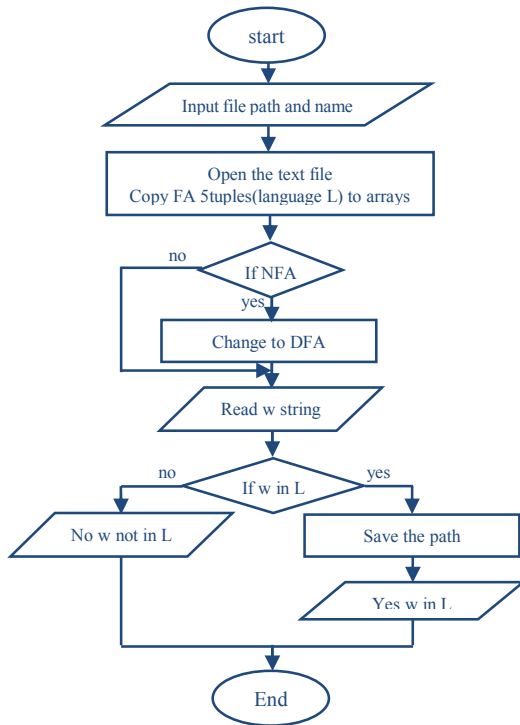 start
Input file path and name
Open the text file
Copy FA 5tuples(language L) to arrays
no
If NFA
yes
Change to DFA
Read w string
no
If w in L
yes
No w not in L
Save the path
Yes w in L
End